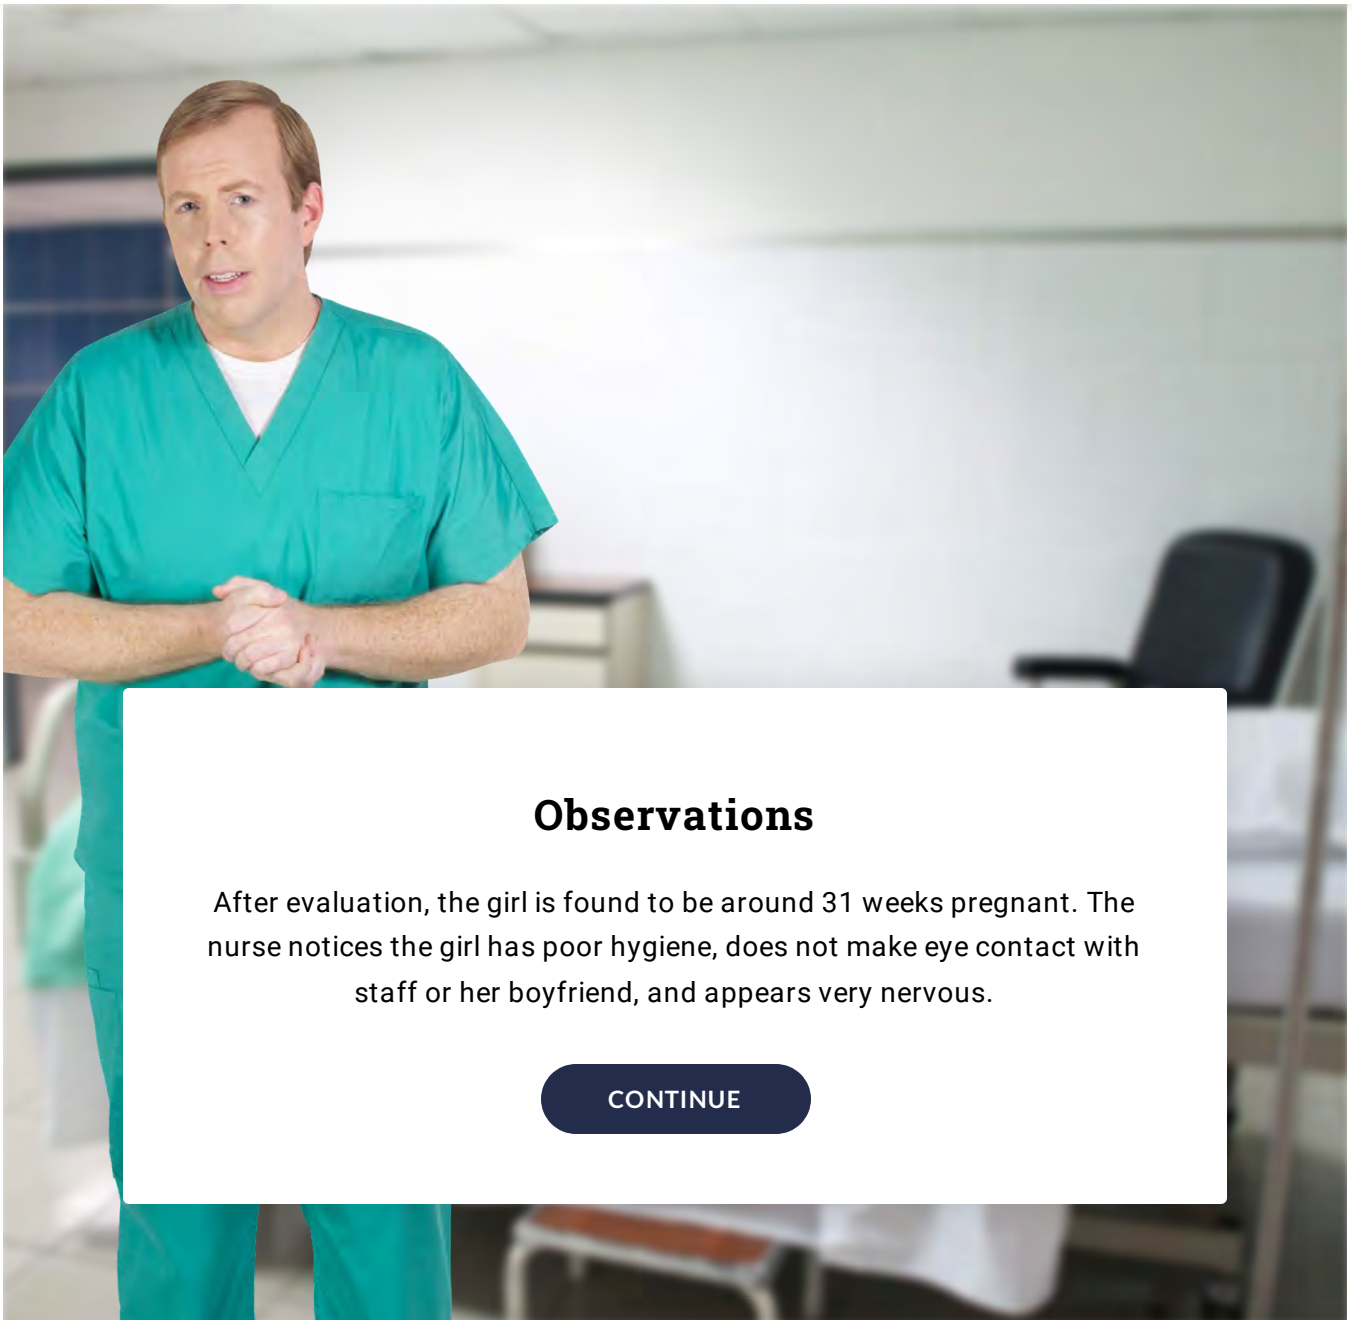 Observations
After evaluation, the girl is found to be around 31 weeks pregnant. The
nurse notices the girl has poor hygiene, does not make eye contact with
staff or her boyfriend, and appears very nervous.
CONTINUE